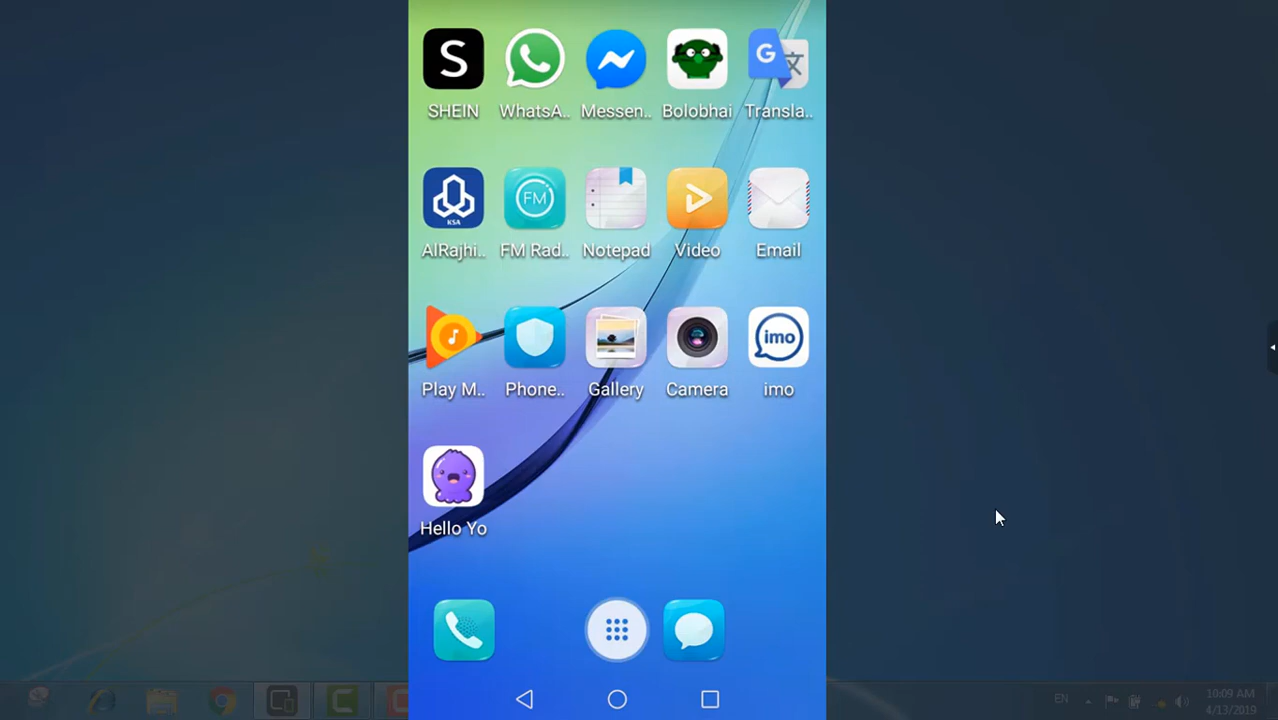 S
G
文
SHEIN WhatsA.. Messen.. Bolobhai Transla..
KSA
FM
AlRajhi.. FM Rad.. Notepad Video Email
imo
Play M.. Phone.. Gallery Camera imo
Hello Yo
EN
10:09 AM
4/13/2019